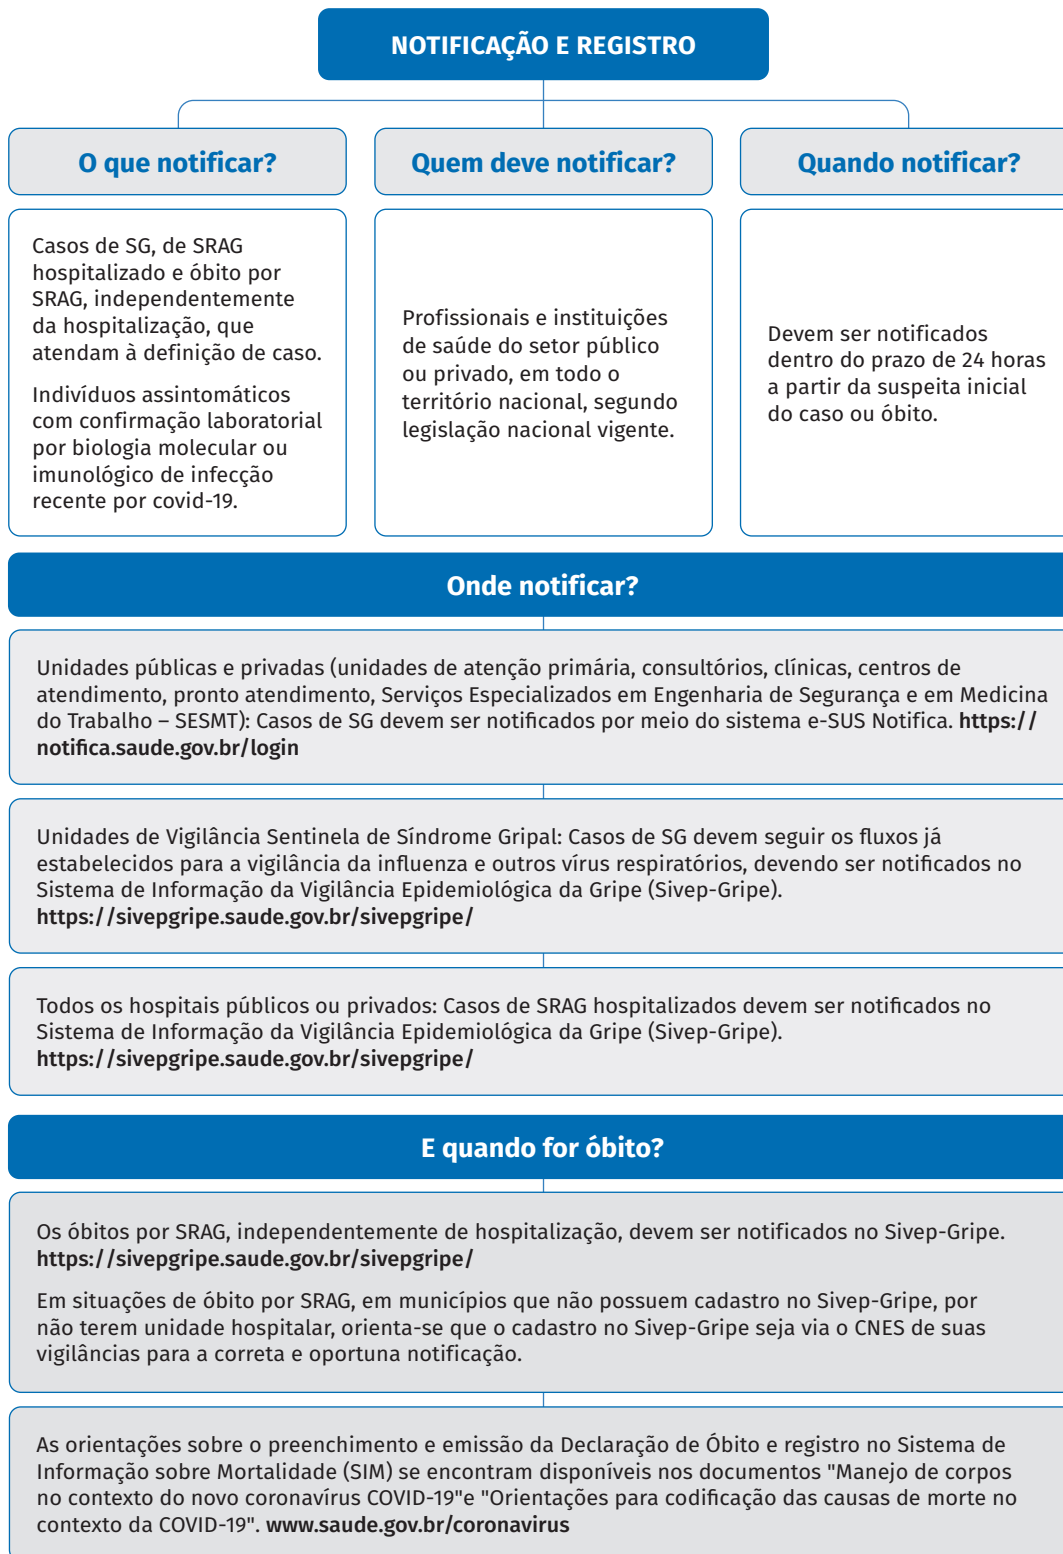 NOTIFICAÇÃO E REGISTRO
O que notificar?
Casos de SG, de SRAG
hospitalizado e óbito por
SRAG, independentemente
da hospitalização, que
atendam à definição de caso.
Indivíduos assintomáticos
com confirmação laboratorial
por biologia molecular ou
imunológico de infecção
recente por covid-19.
Quem deve notificar?
Profissionais e instituições
de saúde do setor público
ou privado, em todo o
território nacional, segundo
legislação nacional vigente.
Quando notificar?
Devem ser notificados
dentro do prazo de 24 horas
a partir da suspeita inicial
do caso ou óbito.
Onde notificar?
Unidades públicas e privadas (unidades de atenção primária, consultórios, clínicas, centros de
atendimento, pronto atendimento, Serviços Especializados em Engenharia de Segurança e em Medicina
do Trabalho – SESMT): Casos de SG devem ser notificados por meio do sistema e-SUS Notifica. https://
notifica.saude.gov.br/login
Unidades de Vigilância Sentinela de Síndrome Gripal: Casos de SG devem seguir os fluxos já
estabelecidos para a vigilância da influenza e outros vírus respiratórios, devendo ser notificados no
Sistema de Informação da Vigilância Epidemiológica da Gripe (Sivep-Gripe).
https://sivepgripe.saude.gov.br/sivepgripe/
Todos os hospitais públicos ou privados: Casos de SRAG hospitalizados devem ser notificados no
Sistema de Informação da Vigilância Epidemiológica da Gripe (Sivep-Gripe).
https://sivepgripe.saude.gov.br/sivepgripe/
E quando for óbito?
Os óbitos por SRAG, independentemente de hospitalização, devem ser notificados no Sivep-Gripe.
https://sivepgripe.saude.gov.br/sivepgripe/
Em situações de óbito por SRAG, em municípios que não possuem cadastro no Sivep-Gripe, por
não terem unidade hospitalar, orienta-se que o cadastro no Sivep-Gripe seja via o CNES de suas
vigilâncias para a correta e oportuna notificação.
As orientações sobre o preenchimento e emissão da Declaração de Óbito e registro no Sistema de
Informação sobre Mortalidade (SIM) se encontram disponíveis nos documentos "Manejo de corpos
no contexto do novo coronavírus COVID-19"e "Orientações para codificação das causas de morte no
contexto da COVID-19". www.saude.gov.br/coronavirus